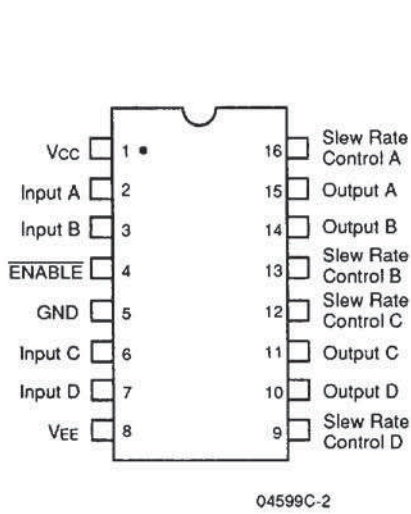 Vcc 1 16 Slew Rate Control A
Input A 2 15 Output A
Input B 3 14 Output B
ENABLE 4 13 Slew Rate Control B
GND 5 12 Slew Rate Control C
Input C 6 11 Output C
Input D 7 10 Output D
VEE 8 9 Slew Rate Control D
04599C-2